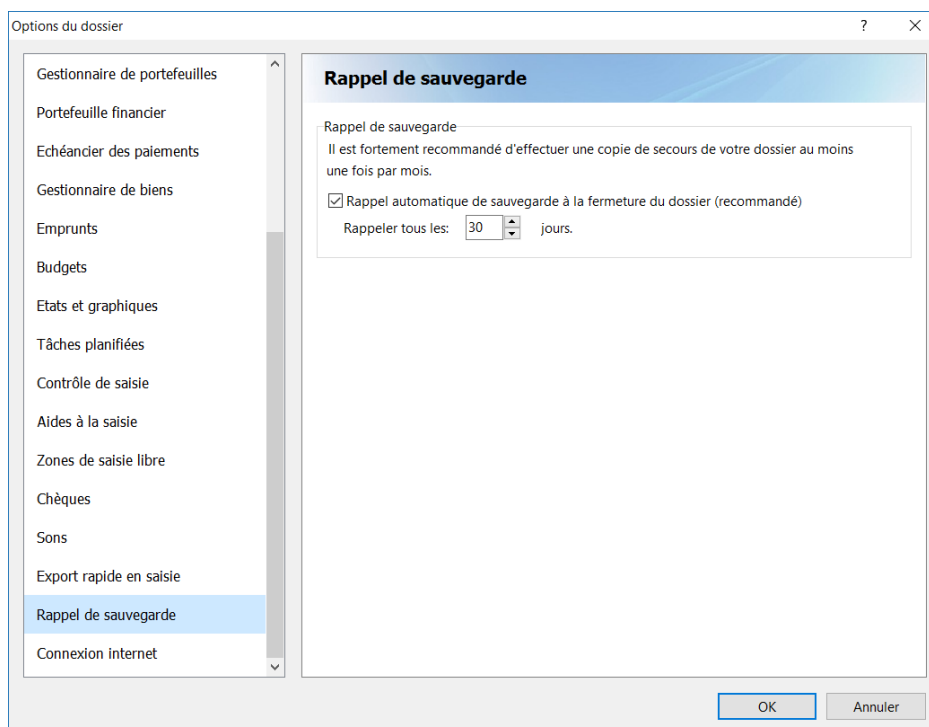 Options du dossier
?
Gestionnaire de portefeuilles
Portefeuille financier
Echéancier des paiements
Gestionnaire de biens
Emprunts
Budgets
Etats et graphiques
Tâches planifiées
Contrôle de saisie
Aides à la saisie
Zones de saisie libre
Chèques
Sons
Export rapide en saisie
Rappel de sauvegarde
Connexion internet
Rappel de sauvegarde
Rappel de sauvegarde
Il est fortement recommandé d'effectuer une copie de secours de votre dossier au moins
une fois par mois.
Rappel automatique de sauvegarde à la fermeture du dossier (recommandé)
Rappeler tous les: 30 jours.
OK
Annuler